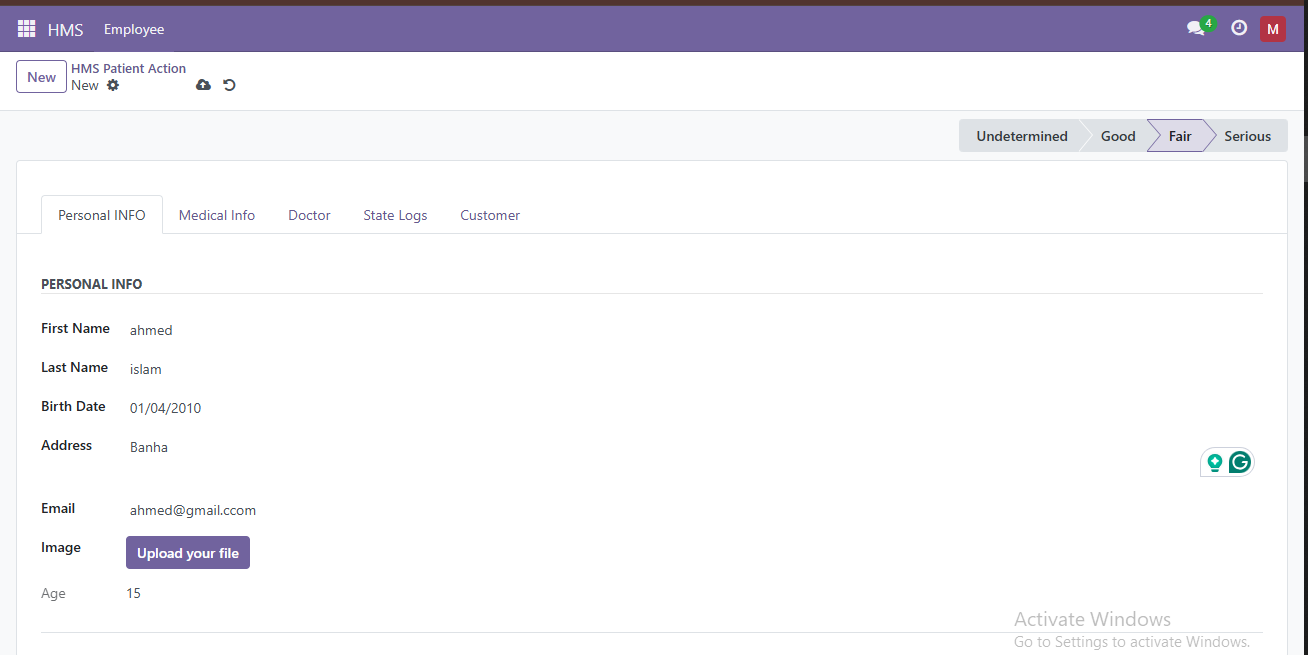 HMS Employee 4 M
New HMS Patient Action
New
Undetermined Good Fair Serious
Personal INFO Medical Info Doctor State Logs Customer
PERSONAL INFO
First Name ahmed
Last Name islam
Birth Date 01/04/2010
Address Banha
Email ahmed@gmail.ccom
Image Upload your file
Age 15
Activate Windows
Go to Settings to activate Windows.